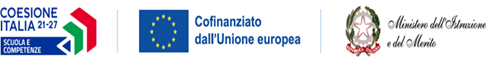 COESIONE
ITALIA 21-27
SCUOLA E
COMPETENZE
Cofinanziato
dall'Unione europea
Ministero dell'Istruzione
e del Merito